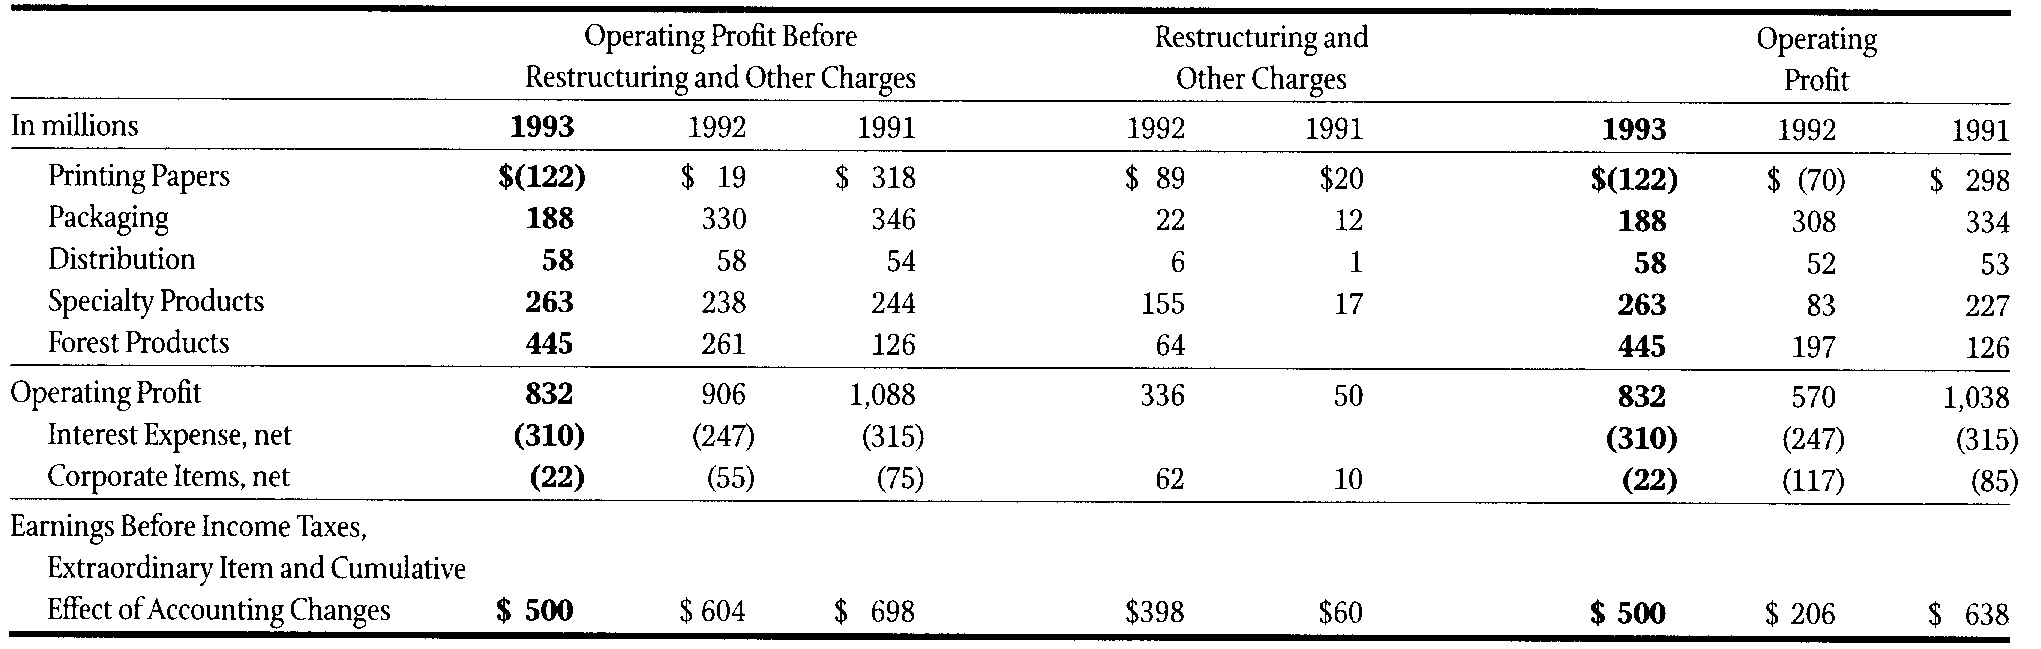 Operating Profit Before Restructuring and Operating
Restructuring and Other Charges Other Charges Profit
In millions 1993 1992 1991 1992 1991 1993 1992 1991
Printing Papers $(122) $ 19 $ 318 $ 89 $20 $(122) $ (70) $ 298
Packaging 188 330 346 22 12 188 308 334
Distribution 58 58 54 6 1 58 52 53
Specialty Products 263 238 244 155 17 263 83 227
Forest Products 445 261 126 64 445 197 126
Operating Profit 832 906 1,088 336 50 832 570 1,038
Interest Expense, net (310) (247) (315) (310) (247) (315)
Corporate Items, net (22) (55) (75) 62 10 (22) (117) (85)
Earnings Before Income Taxes,
Extraordinary Item and Cumulative
Effect of Accounting Changes $ 500 $ 604 $ 698 $398 $60 $ 500 $ 206 $ 638